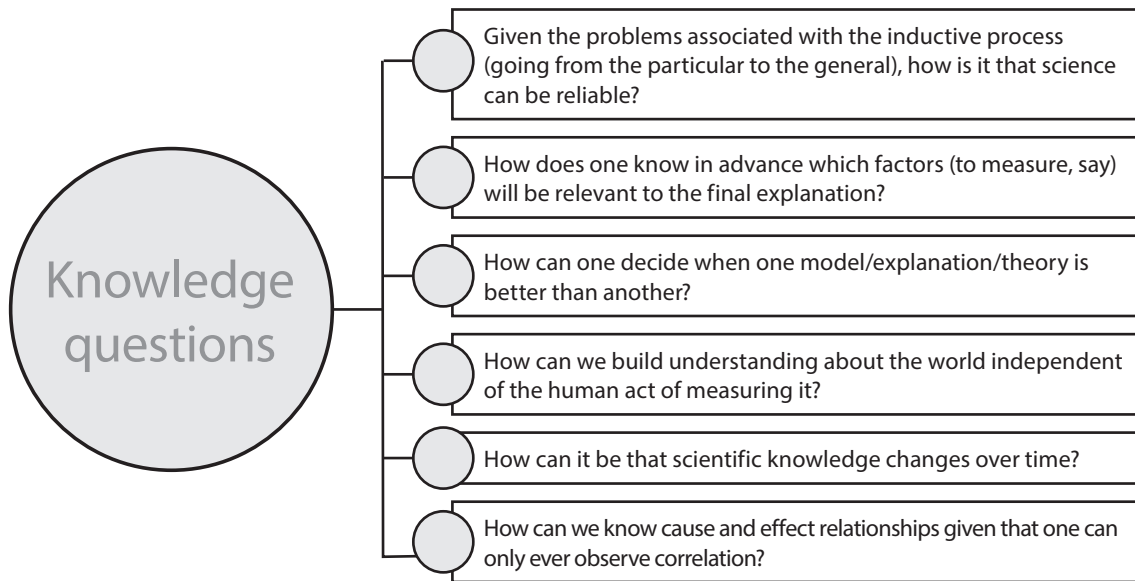 Knowledge
questions
Given the problems associated with the inductive process
(going from the particular to the general), how is it that science
can be reliable?
How does one know in advance which factors (to measure, say)
will be relevant to the final explanation?
How can one decide when one model/explanation/theory is
better than another?
How can we build understanding about the world independent
of the human act of measuring it?
How can it be that scientific knowledge changes over time?
How can we know cause and effect relationships given that one can
only ever observe correlation?